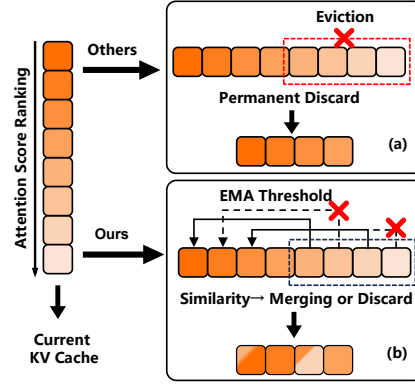 Attention Score Ranking
Others
Eviction
Permanent Discard
(a)
Ours
EMA Threshold
Similarity→ Merging or Discard
(b)
Current
KV Cache